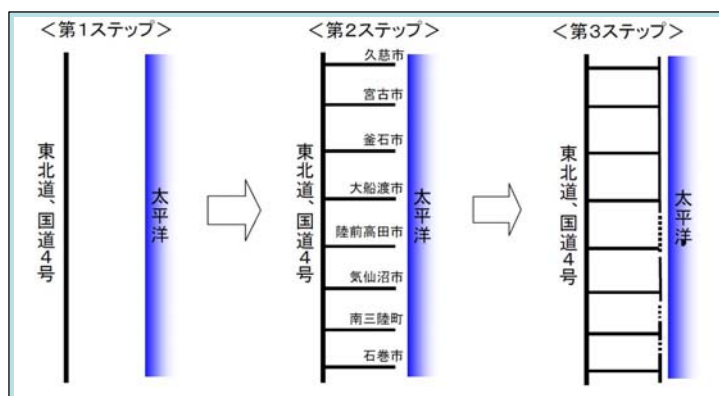 <第1ステップ>
東北道、国道4号
太平洋
<第2ステップ>
東北道、国道4号
久慈市
宮古市
釜石市
大船渡市
陸前高田市
気仙沼市
南三陸町
石巻市
太平洋
<第3ステップ>
東北道、国道4号
太平洋